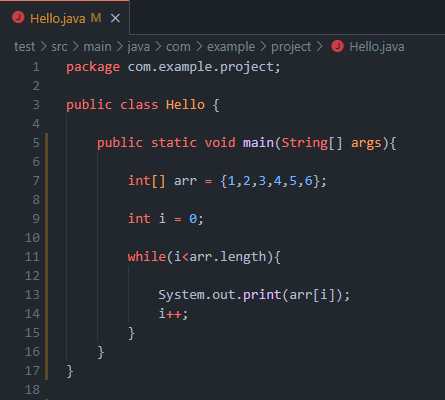 Hello.java M ×
test > src > main > java > com > example > project > Hello.java
1 package com.example.project;
2
3 public class Hello {
4
5 public static void main(String[] args){
6
7 int[] arr = {1,2,3,4,5,6};
8
9 int i = 0;
10
11 while(i<arr.length){
12
13 System.out.print(arr[i]);
14 i++;
15 }
16 }
17 }
18